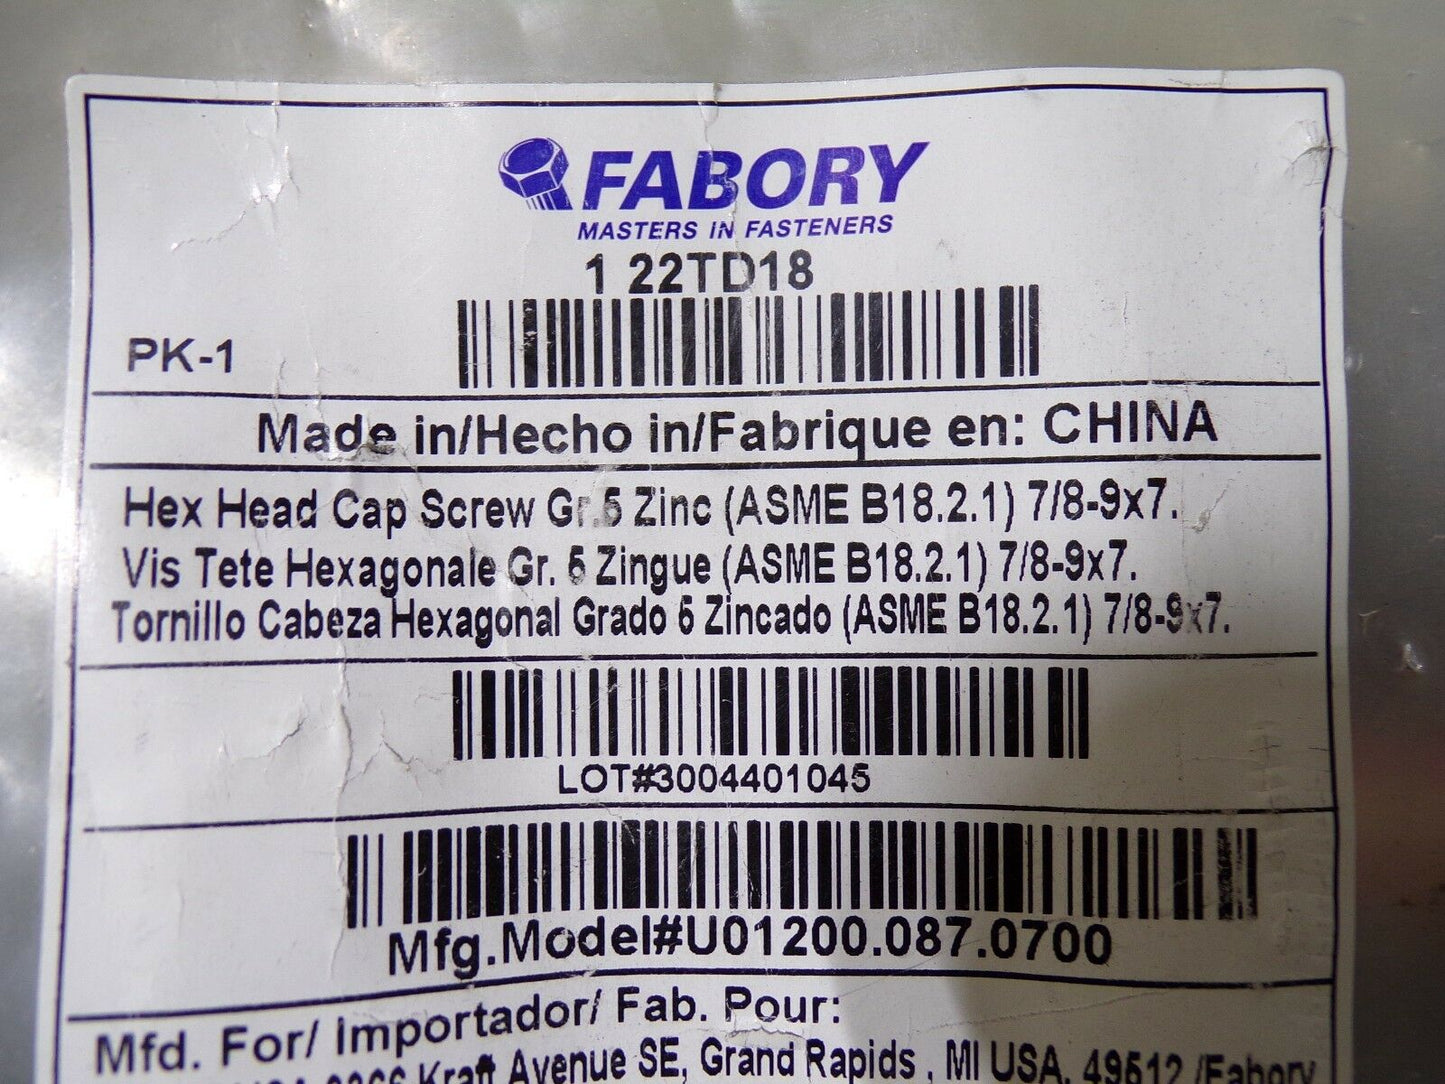 FABORY
MASTERS IN FASTENERS
1 22TD18
PK-1
Made in/Hecho in/Fabrique en: CHINA
Hex Head Cap Screw Gr.5 Zinc (ASME B18.2.1) 7/8-9x7.
Vis Tete Hexagonale Gr. 5 Zingue (ASME B18.2.1) 7/8-9x7.
Tornillo Cabeza Hexagonal Grado 5 Zincado (ASME B18.2.1) 7/8-9x7.
LOT#3004401045
Mfg.Model#U01200.087.0700
Mfd. For/ Importador/ Fab. Pour:
Kraft Avenue SE, Grand Rapids , MI USA, 49512 /Fabory